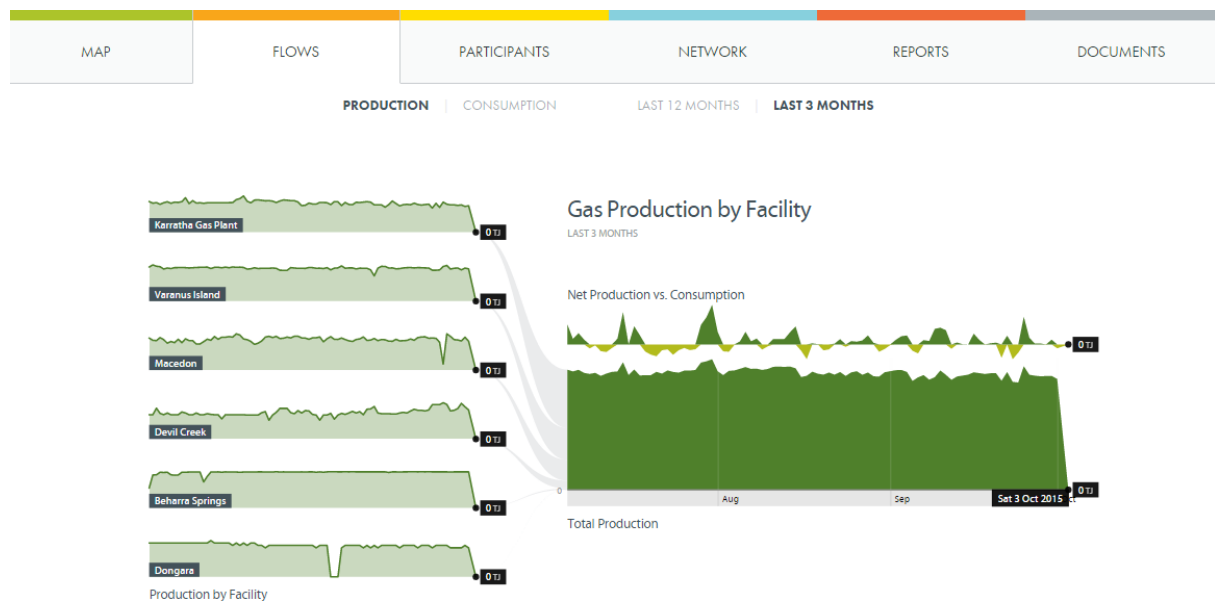 MAP
FLOWS
PARTICIPANTS
NETWORK
REPORTS
DOCUMENTS
PRODUCTION
CONSUMPTION
LAST 12 MONTHS
LAST 3 MONTHS
Karratha Gas Plant
0 TJ
Varanus Island
0 TJ
Macedon
0 TJ
Devil Creek
0 TJ
Beharra Springs
0 TJ
Dongara
0 TJ
Production by Facility
Gas Production by Facility
LAST 3 MONTHS
Net Production vs. Consumption
0 TJ
0
0 TJ
Aug
Sep
Sat 3 Oct 2015
Total Production